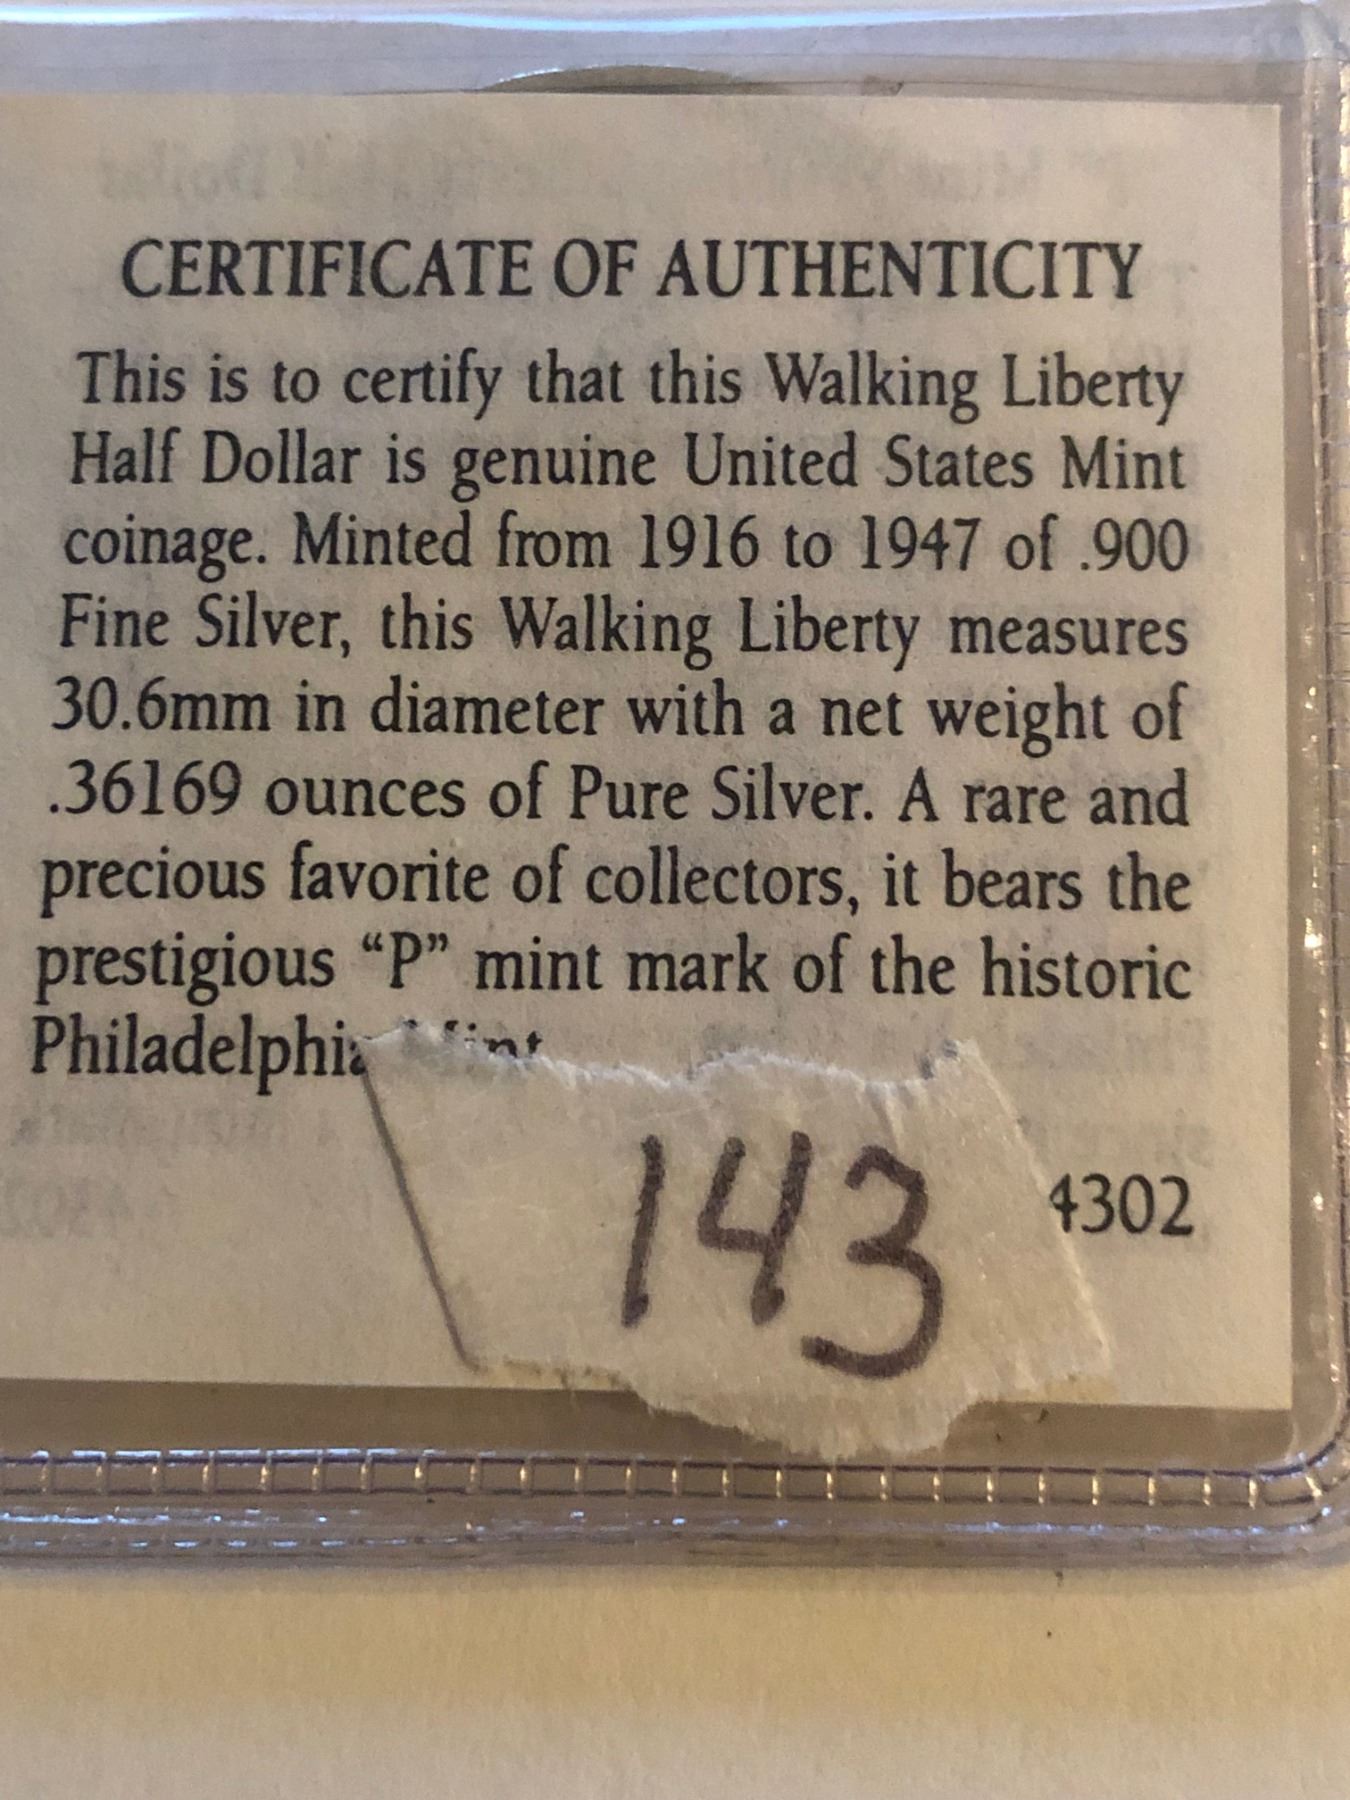 CERTIFICATE OF AUTHENTICITY
This is to certify that this Walking Liberty
Half Dollar is genuine United States Mint
coinage. Minted from 1916 to 1947 of .900
Fine Silver, this Walking Liberty measures
30.6mm in diameter with a net weight of
.36169 ounces of Pure Silver. A rare and
precious favorite of collectors, it bears the
prestigious “P” mint mark of the historic
Philadelphia Mint
143
4302